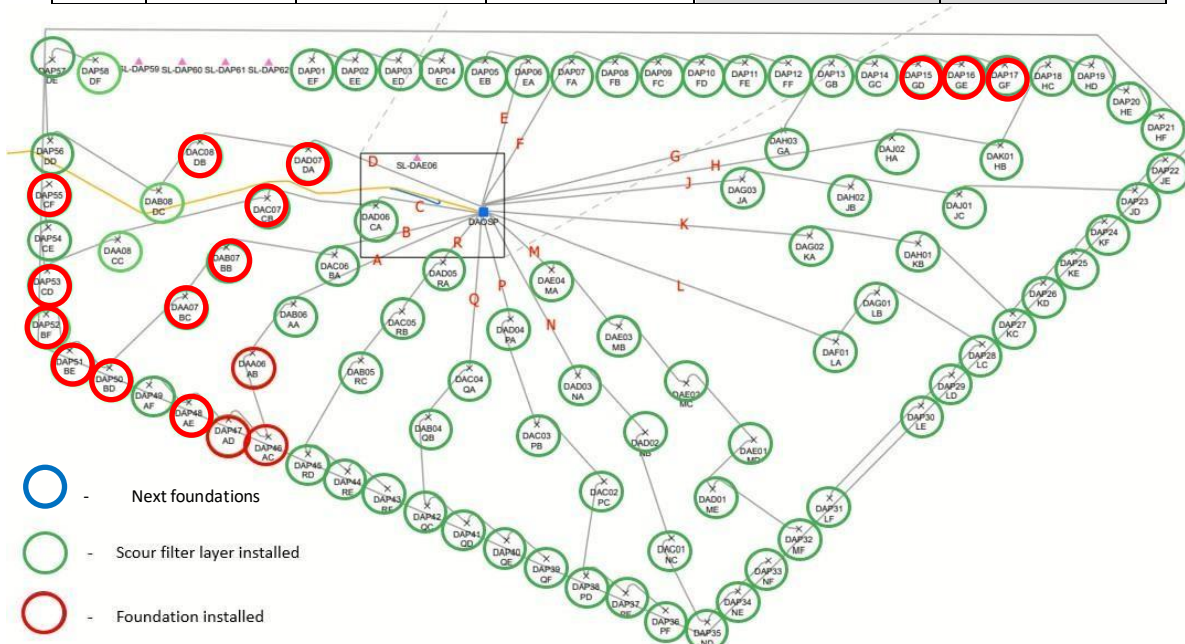 DAP57
DE
DAP58
DF
SL-DAP59
SL-DAP60
SL-DAP61
SL-DAP62
DAP01
EF
DAP02
EE
DAP03
ED
DAP04
EC
DAP05
EB
DAP06
EA
DAP07
FA
DAP08
FB
DAP09
FC
DAP10
FD
DAP11
FE
DAP12
FF
DAP13
GB
DAP14
GC
DAP15
GD
DAP16
GE
DAP17
GF
DAP18
HC
DAP19
HD
DAP20
HE
DAP21
HF
E
F
DAP56
DD
DAC08
DB
DAD07
DA
D
SL-DAE06
G
H
J
DAH03
GA
DAJ02
HA
DAK01
HB
DAP22
JE
DAP55
CF
DAB08
DC
DAC07
CB
C
DAD06
CA
DAOSP
DAG03
JA
DAH02
JB
DAJ01
JC
DAP23
JD
DAP54
CE
DAA08
CC
B
R
M
K
A
DAB07
BB
DAC06
BA
DAD05
RA
DAE04
MA
DAG02
KA
DAH01
KB
DAP24
KF
DAP25
KE
DAP53
CD
DAA07
BC
DAB06
AA
Q
P
L
DAG01
LB
DAP26
KD
DAP52
BF
DAC05
RB
DAD04
PA
N
DAE03
MB
DAF01
LA
DAP27
KC
DAP51
BE
DAP50
BD
DAA06
AB
DAB05
RC
DAC04
QA
DAD03
NA
DAE02
MC
DAP28
LC
DAP29
LD
DAP49
AF
DAP48
AE
DAP47
AD
DAP46
AC
DAB04
QB
DAC03
PB
DAD02
NB
DAE01
MD
DAP30
LE
DAP45
RD
DAP44
RE
DAP43
RF
DAP42
QC
DAP41
QD
DAP40
QE
DAP39
QF
DAP38
PD
DAP37
PE
DAP36
PF
DAP35
ND
DAC02
PC
DAD01
ME
DAC01
NC
DAP31
LF
DAP32
MF
DAP33
NF
DAP34
NE
- Next foundations
- Scour filter layer installed
- Foundation installed